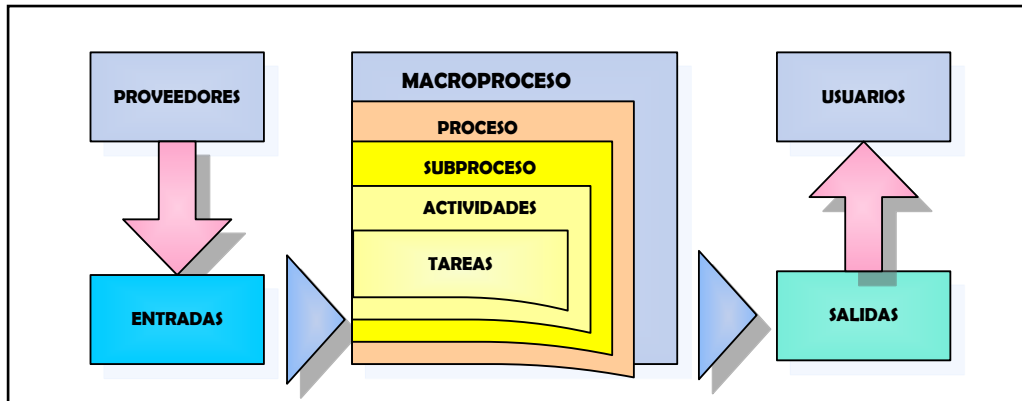 PROVEEDORES
ENTRADAS
MACROPROCESO
PROCESO
SUBPROCESO
ACTIVIDADES
TAREAS
USUARIOS
SALIDAS